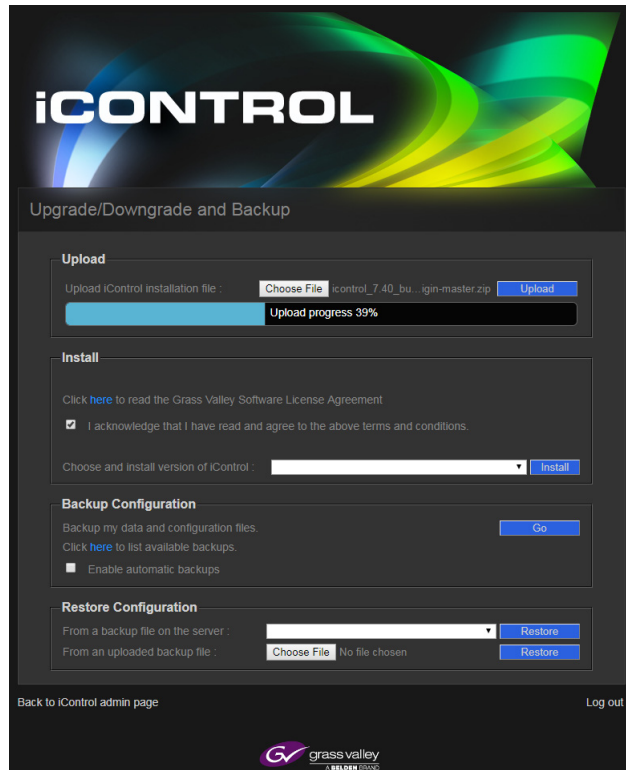 iCONTROL
Upgrade/Downgrade and Backup
Upload
Upload iControl installation file : Choose File icontrol_7.40_bu...igin-master.zip Upload
Upload progress 39%
Install
Click here to read the Grass Valley Software License Agreement
I acknowledge that I have read and agree to the above terms and conditions.
Choose and install version of iControl : Install
Backup Configuration
Backup my data and configuration files. Go
Click here to list available backups.
Enable automatic backups
Restore Configuration
From a backup file on the server : Restore
From an uploaded backup file : Choose File No file chosen Restore
Back to iControl admin page Log out
GV grass valley
A BELDEN BRAND